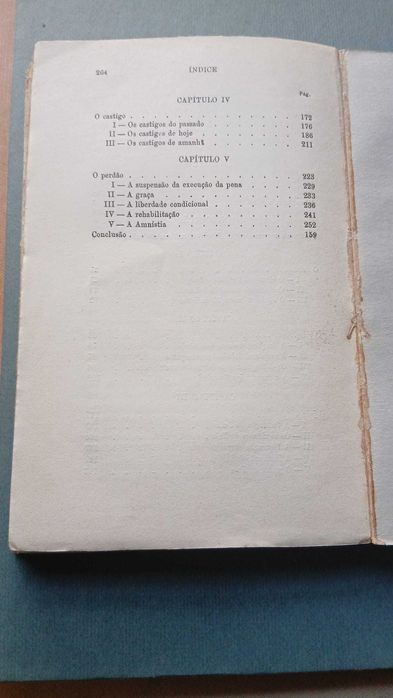 264 ÍNDICE
Pág.
CAPÍTULO IV
O castigo . . . . . . . . . . . . . . 172
I — Os castigos do passado . . . . . . . 176
II — Os castigos de hoje . . . . . . . . 186
III — Os castigos de amanhã . . . . . . . 211
CAPÍTULO V
O perdão . . . . . . . . . . . . . . 223
I — A suspensão da execução da pena . . . . 229
II — A graça . . . . . . . . . . . . 233
III — A liberdade condicional . . . . . . . 236
IV — A rehabilitação . . . . . . . . . 241
V — A Amnistia . . . . . . . . . . . 252
Conclusão . . . . . . . . . . . . . . 159